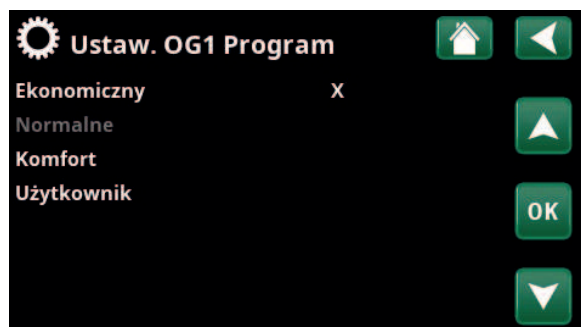 Ustaw. OG1 Program
Ekonomiczny X
Normalne
Komfort
Użytkownik
OK